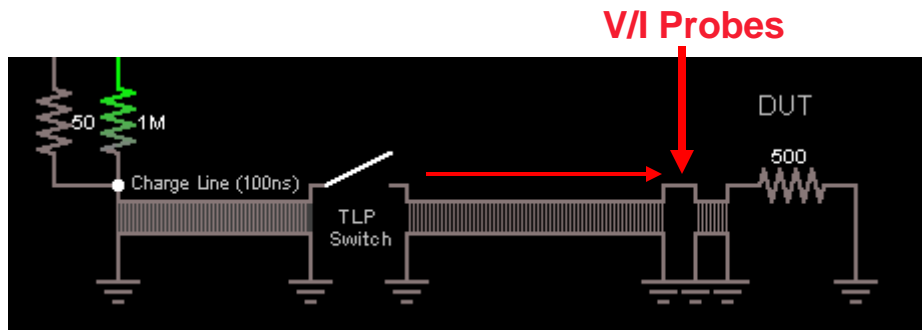 V/I Probes
DUT
50
1M
500
Charge Line (100ns)
TLP
Switch